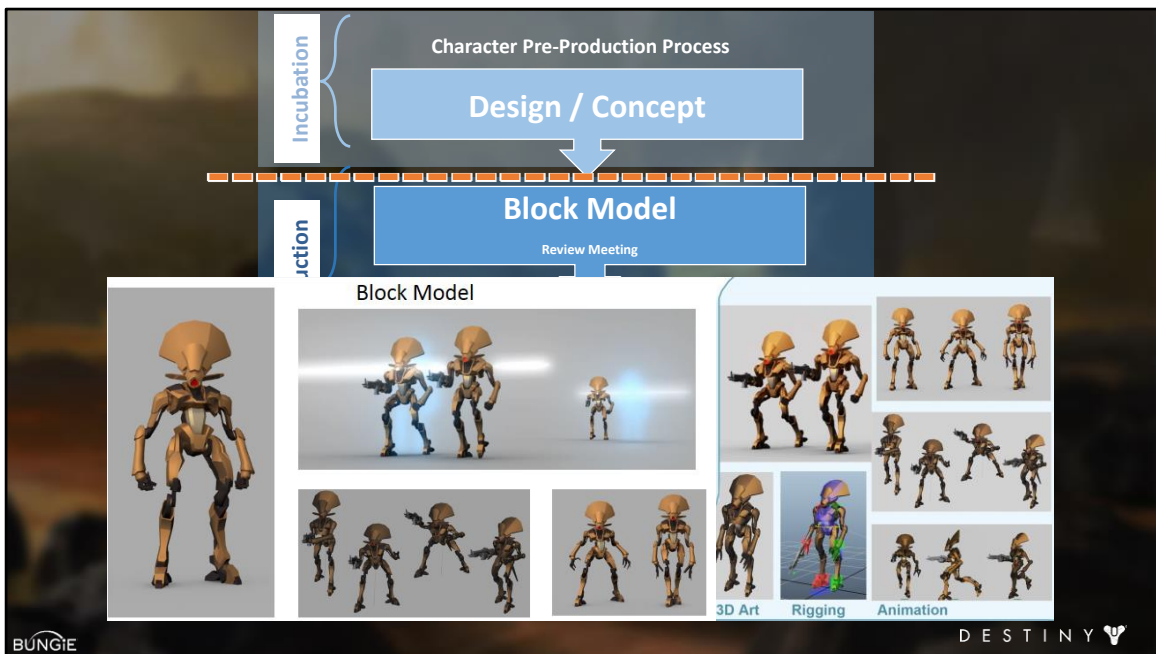 Incubation
Character Pre-Production Process
Design / Concept
Block Model
Review Meeting
uction
Block Model
3D Art
Rigging
Animation
BUNGiE
DESTINY